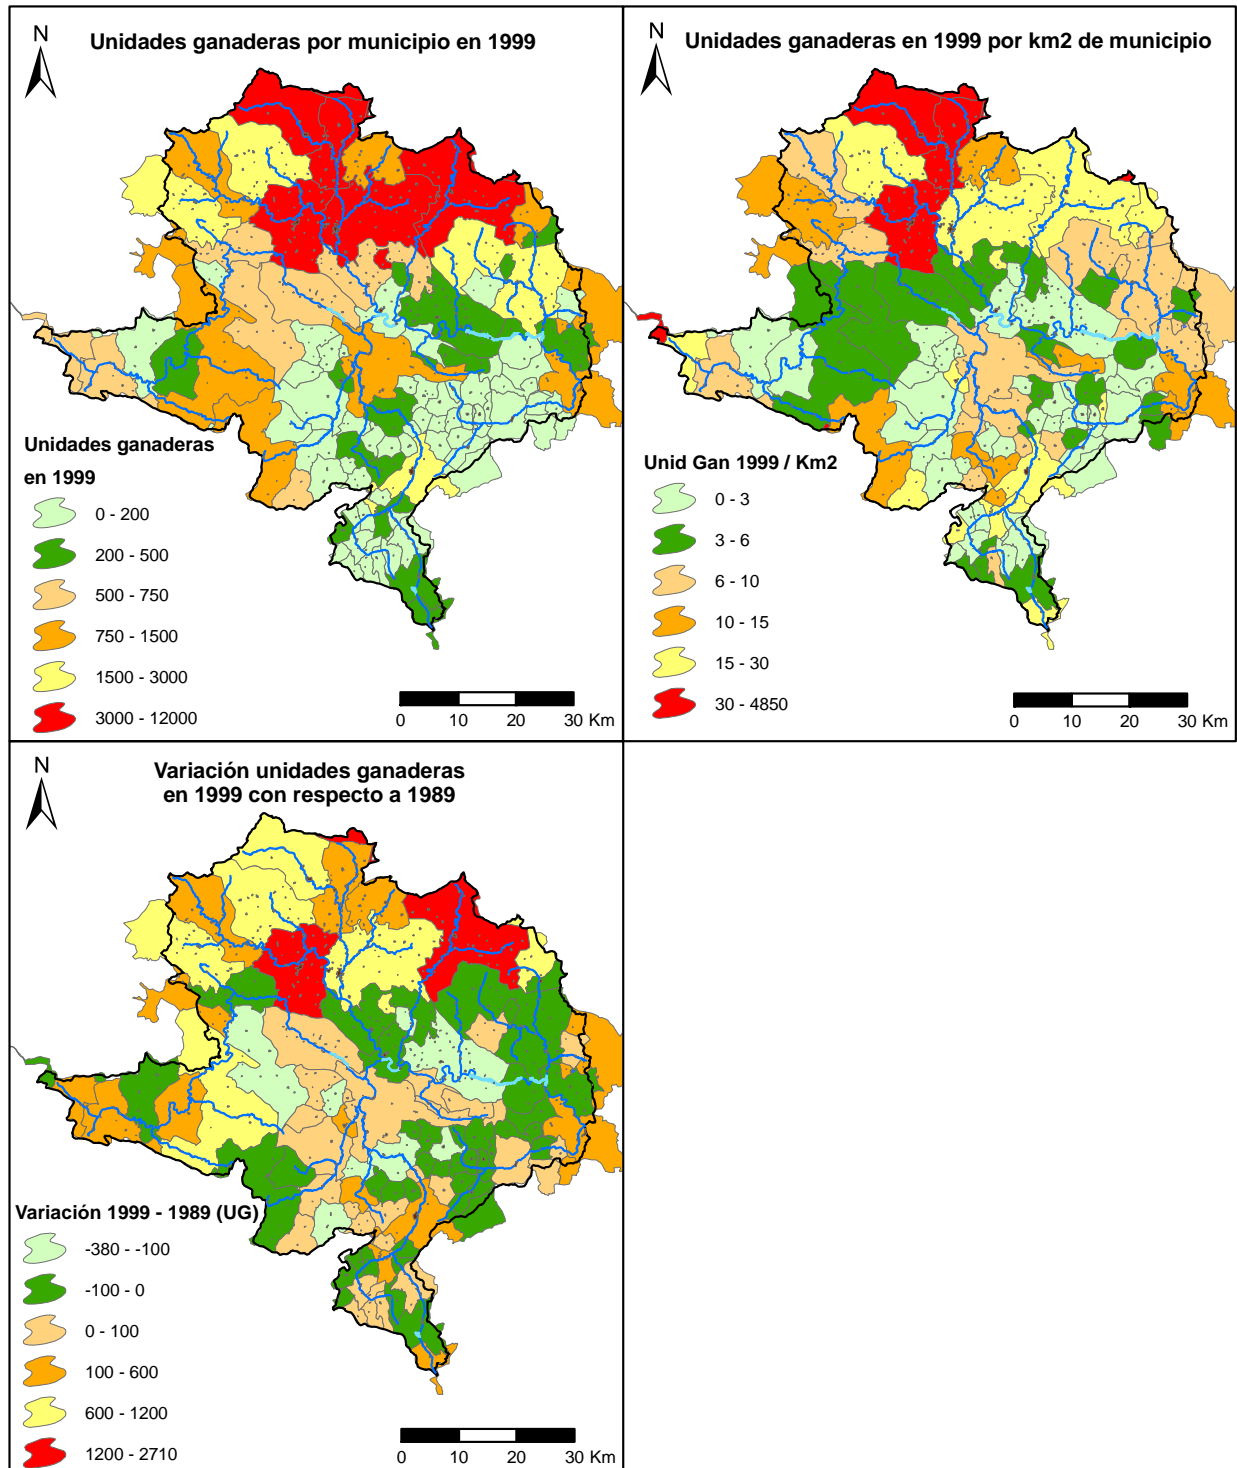 N
Unidades ganaderas por municipio en 1999
Unidades ganaderas
en 1999
0 - 200
200 - 500
500 - 750
750 - 1500
1500 - 3000
3000 - 12000
0 10 20 30 Km
N
Unidades ganaderas en 1999 por km2 de municipio
Unid Gan 1999 / Km2
0 - 3
3 - 6
6 - 10
10 - 15
15 - 30
30 - 4850
0 10 20 30 Km
N
Variación unidades ganaderas
en 1999 con respecto a 1989
Variación 1999 - 1989 (UG)
-380 - -100
-100 - 0
0 - 100
100 - 600
600 - 1200
1200 - 2710
0 10 20 30 Km